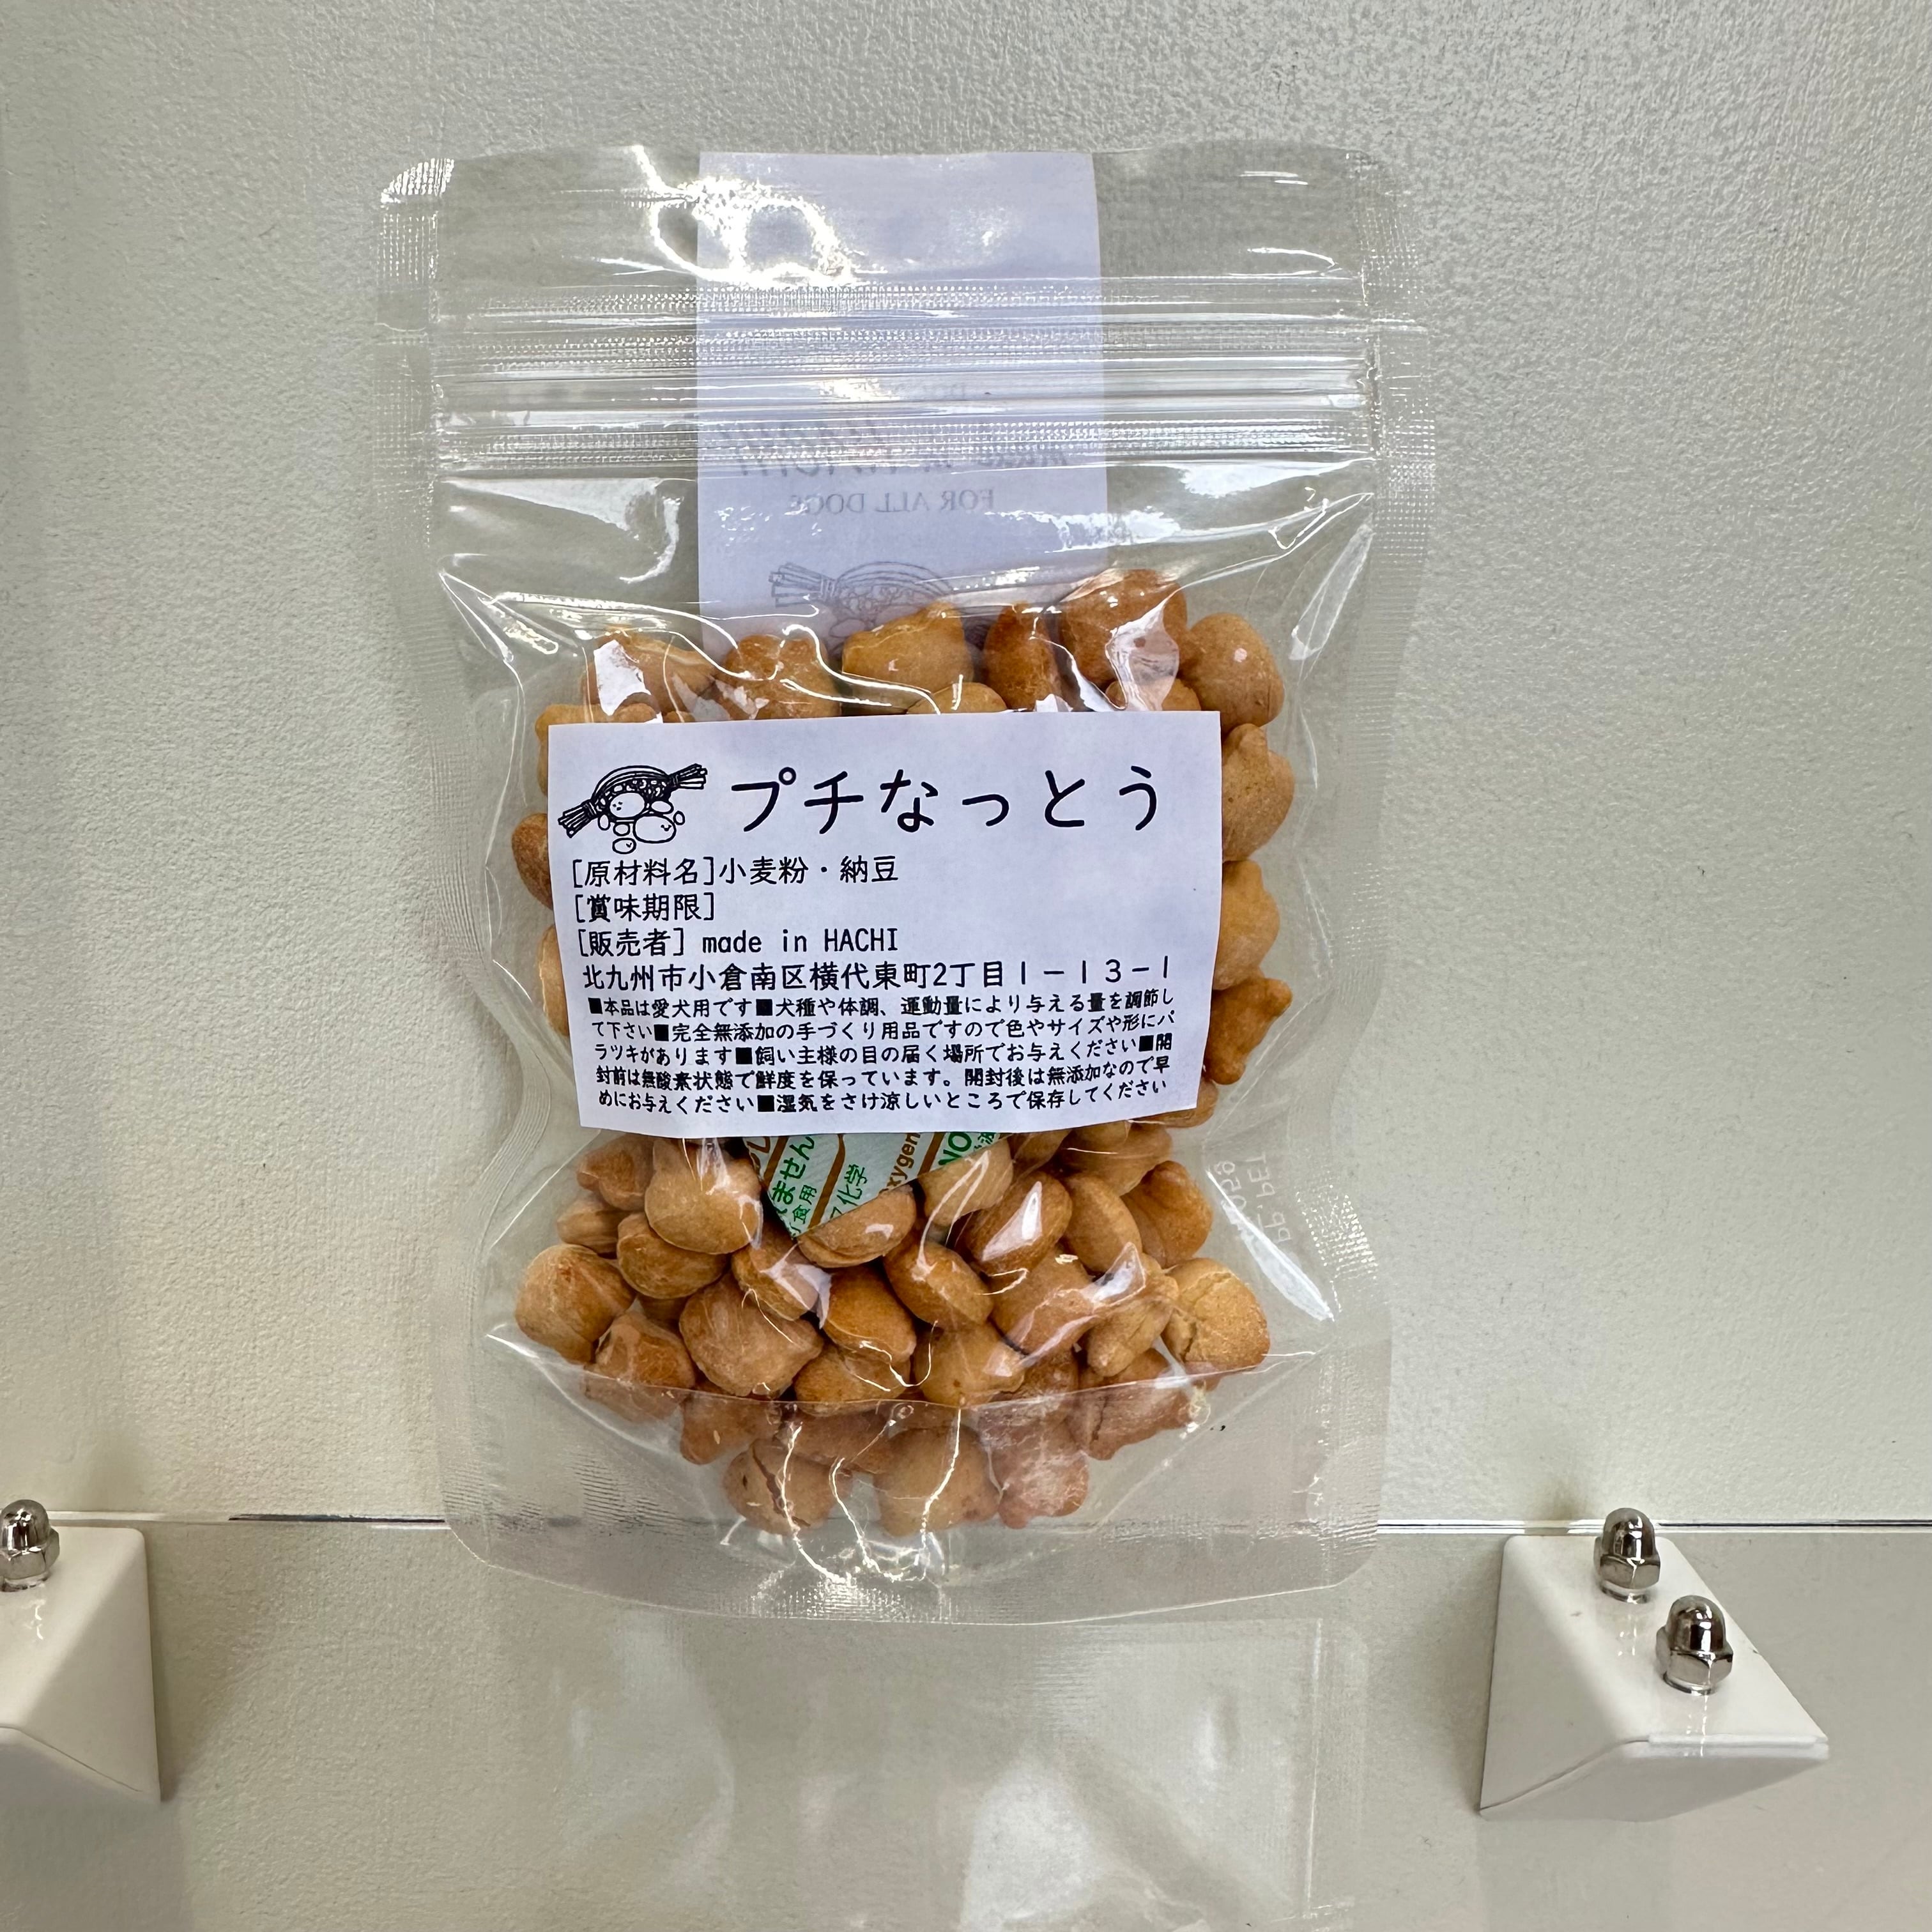 FOR ALL DOGS
プチなっとう
[原材料名]小麦粉・納豆
[賞味期限]
[販売者] made in HACHI
北九州市小倉南区横代東町2丁目1－13－1
■本品は愛犬用です■犬種や体調、運動量により与える量を調節し
て下さい■完全無添加の手づくり用品ですので色やサイズや形にバ
ラツキがあります■飼い主様の目の届く場所でお与えください■開
封前は無酸素状態で鮮度を保っています。開封後は無添加なので早
めにお与えください■湿気をさけ涼しいところで保存してください
ません
食用
化学